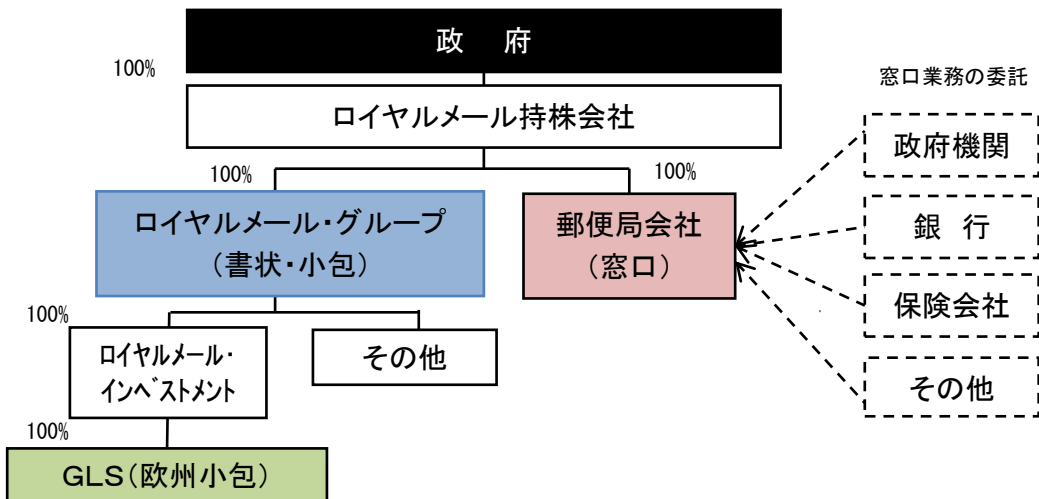 政 府
100%
窓口業務の委託
ロイヤルメール持株会社
政府機関
100%
100%
ロイヤルメール・グループ
(書状・小包)
郵便局会社
(窓口)
銀 行
保険会社
100%
ロイヤルメール・
インベストメント
その他
その他
100%
GLS(欧州小包)